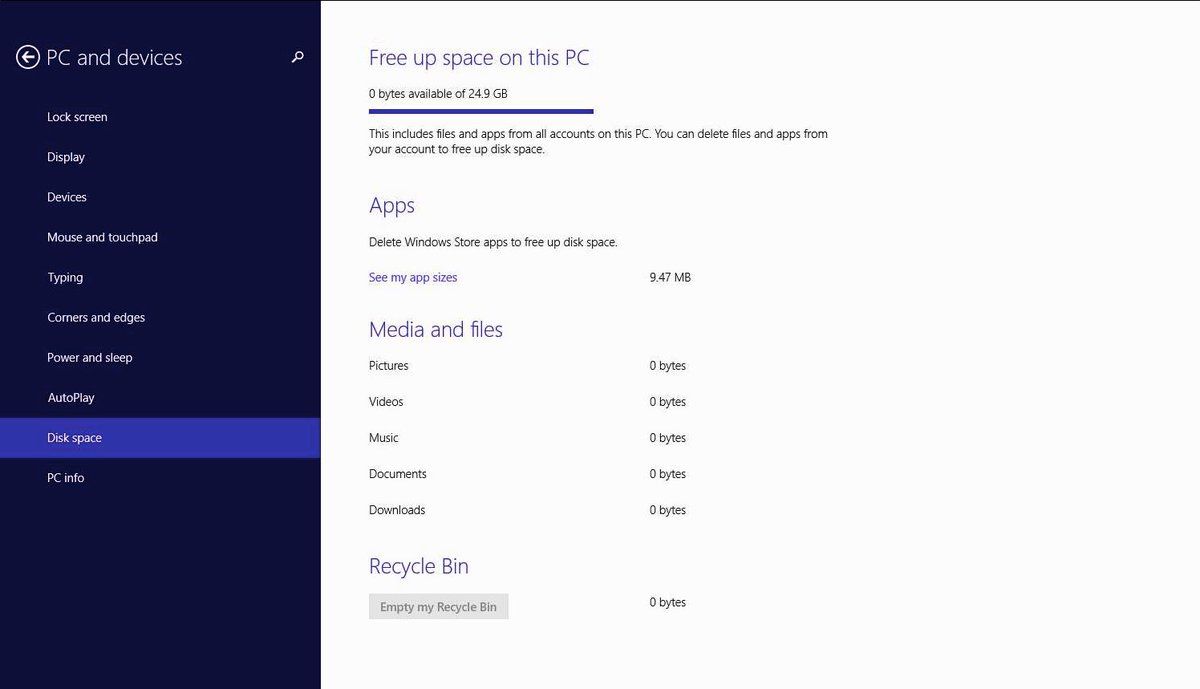 PC and devices
Lock screen
Display
Devices
Mouse and touchpad
Typing
Corners and edges
Power and sleep
AutoPlay
Disk space
PC info
Free up space on this PC
0 bytes available of 24.9 GB
This includes files and apps from all accounts on this PC. You can delete files and apps from
your account to free up disk space.
Apps
Delete Windows Store apps to free up disk space.
See my app sizes 9.47 MB
Media and files
Pictures 0 bytes
Videos 0 bytes
Music 0 bytes
Documents 0 bytes
Downloads 0 bytes
Recycle Bin
Empty my Recycle Bin 0 bytes